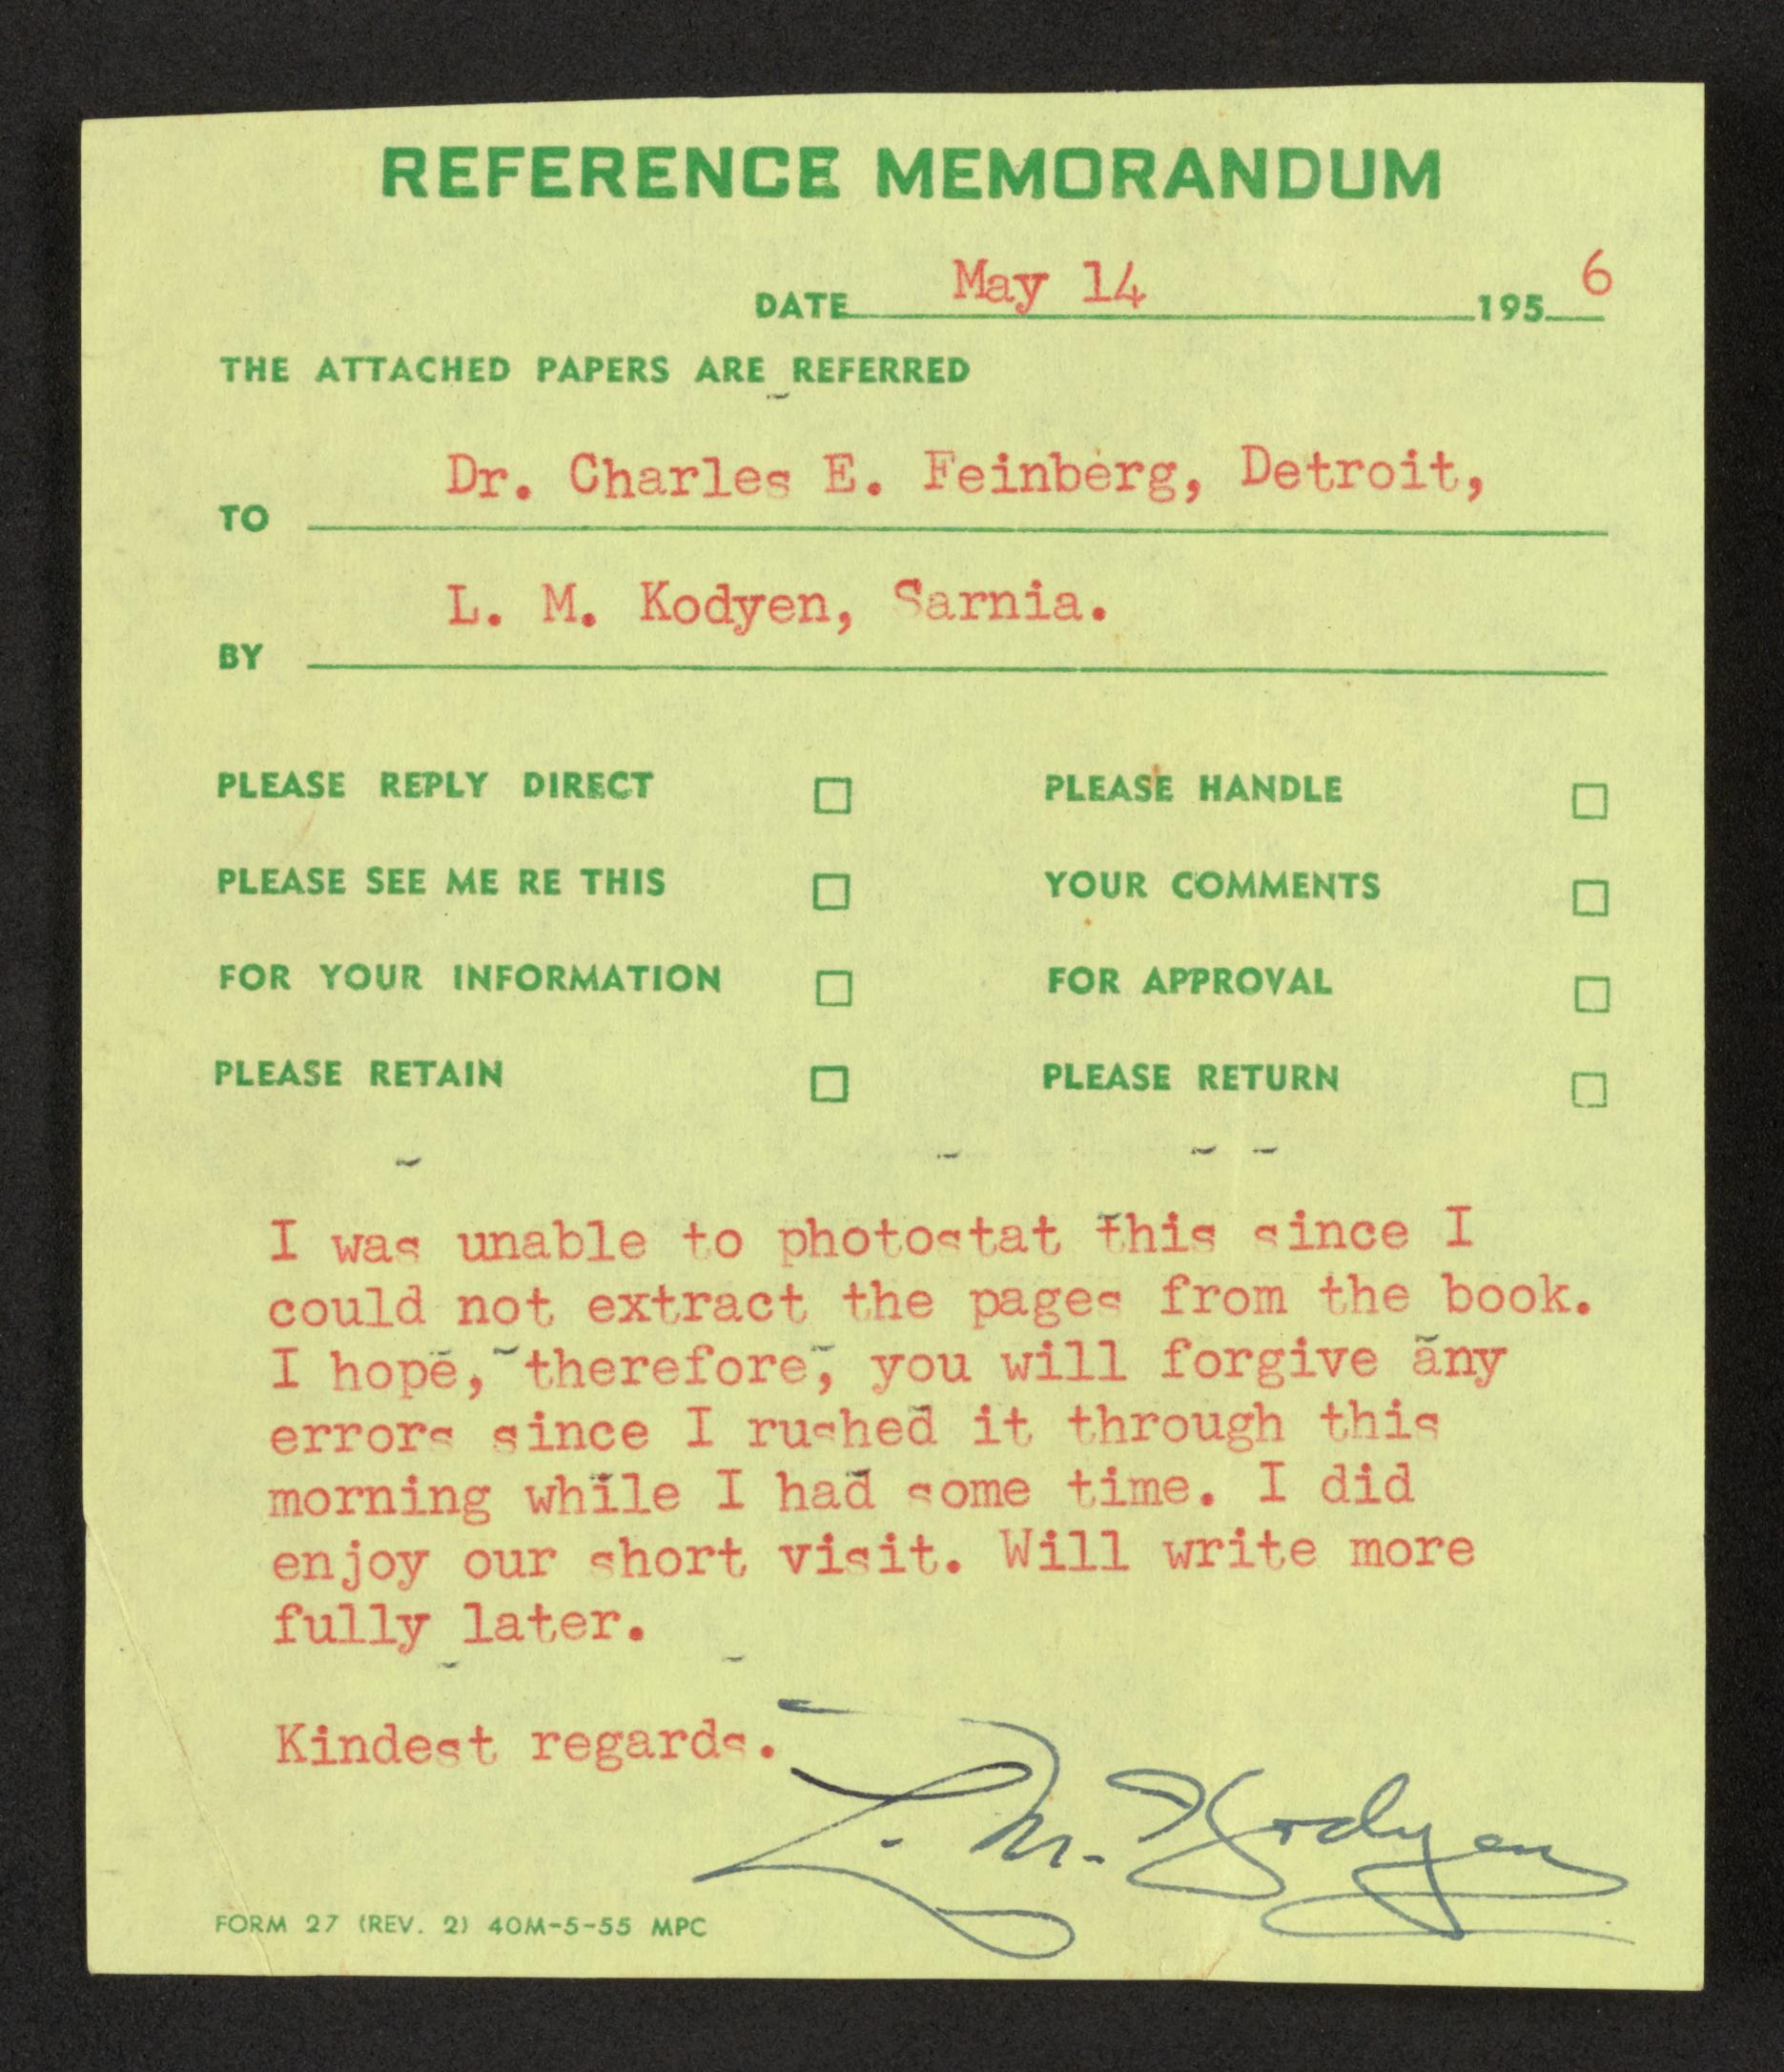 REFERENCE MEMORANDUM
DATE May 14 1956
THE ATTACHED PAPERS ARE REFERRED
TO Dr. Charles E. Feinberg, Detroit,
BY L. M. Kodyen, Sarnia.
PLEASE REPLY DIRECT □ PLEASE HANDLE □
PLEASE SEE ME RE THIS □ YOUR COMMENTS □
FOR YOUR INFORMATION □ FOR APPROVAL □
PLEASE RETAIN □ PLEASE RETURN □
I was unable to photostat this since I
could not extract the pages from the book.
I hope, therefore, you will forgive any
errors since I rushed it through this
morning while I had some time. I did
enjoy our short visit. Will write more
fully later.
Kindest regards.
L. M. Kodyen
FORM 27 (REV. 2) 40M-5-55 MPC